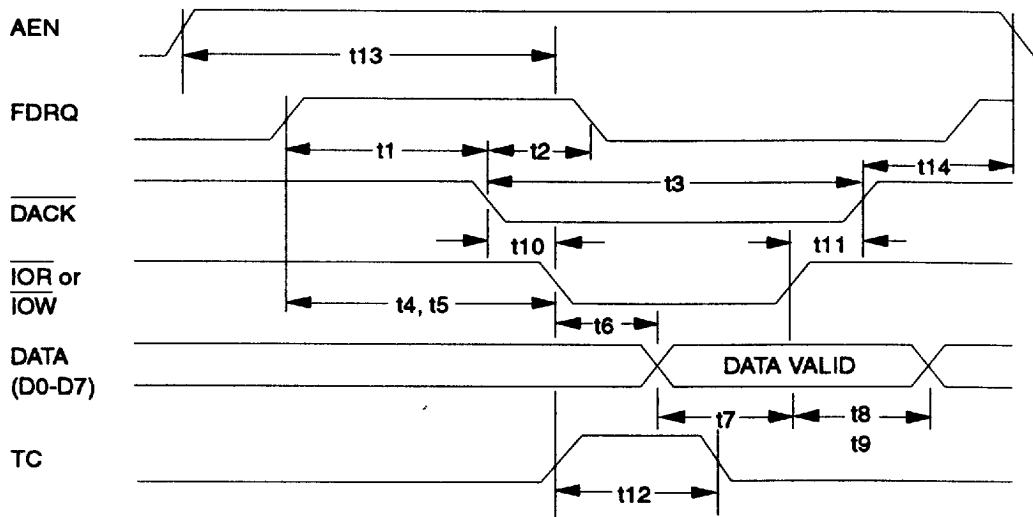 AEN
t13
FDRQ
t1
t2
t14
t3
DACK
t10
t11
IOR or
IOW
t4, t5
t6
DATA
(D0-D7)
DATA VALID
t7
t8
t9
TC
t12